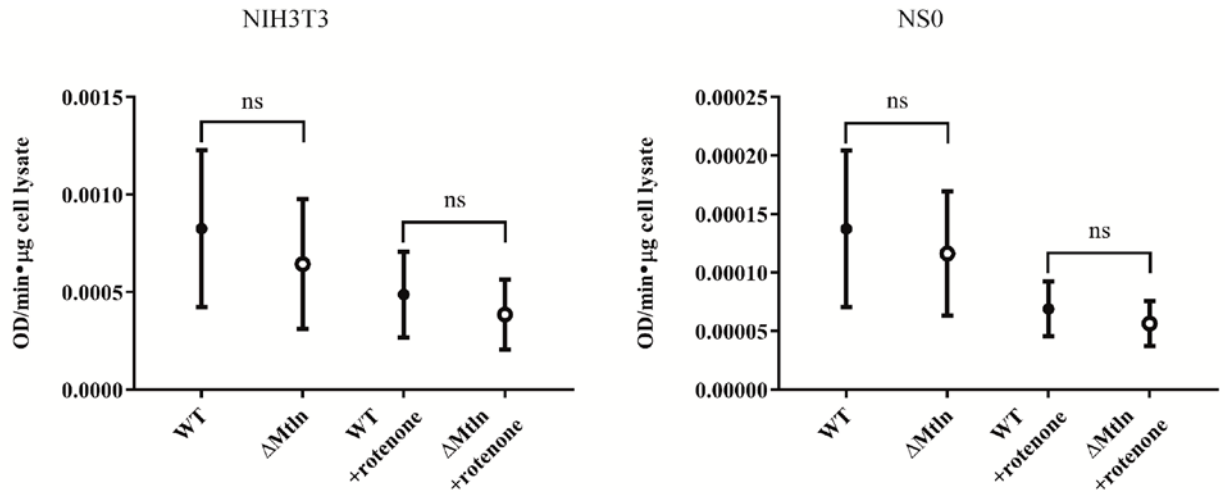 NIH3T3
OD/min•µg cell lysate
0.0015
0.0010
0.0005
0.0000
ns
ns
WT
ΔMtln
WT
+rotenone
ΔMtln
+rotenone
NS0
OD/min•µg cell lysate
0.00025
0.00020
0.00015
0.00010
0.00005
0.00000
ns
ns
WT
ΔMtln
WT
+rotenone
ΔMtln
+rotenone